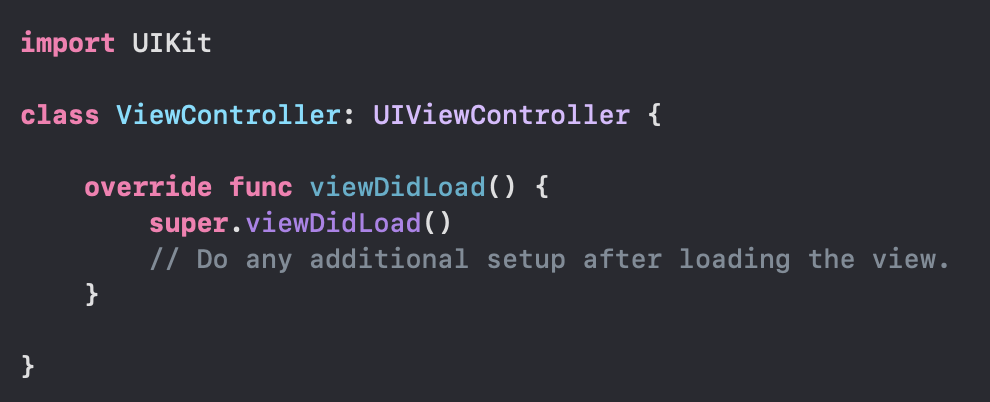 import UIKit
class ViewController: UIViewController {
override func viewDidLoad() {
super.viewDidLoad()
// Do any additional setup after loading the view.
}
}